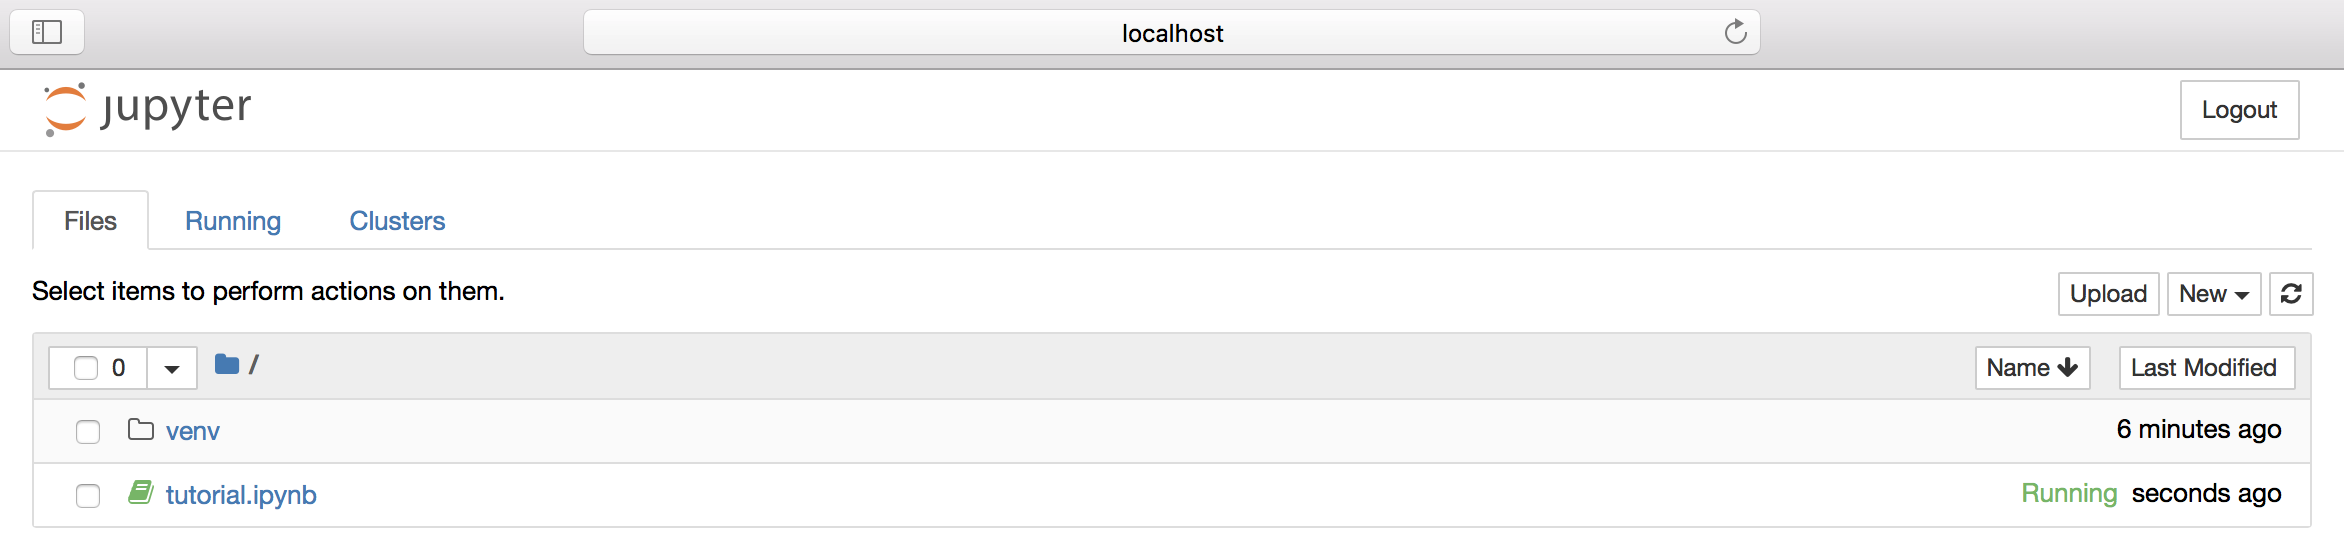 localhost
jupyter
Logout
Files Running Clusters
Select items to perform actions on them.
Upload New
0 / Name Last Modified
venv 6 minutes ago
tutorial.ipynb Running seconds ago